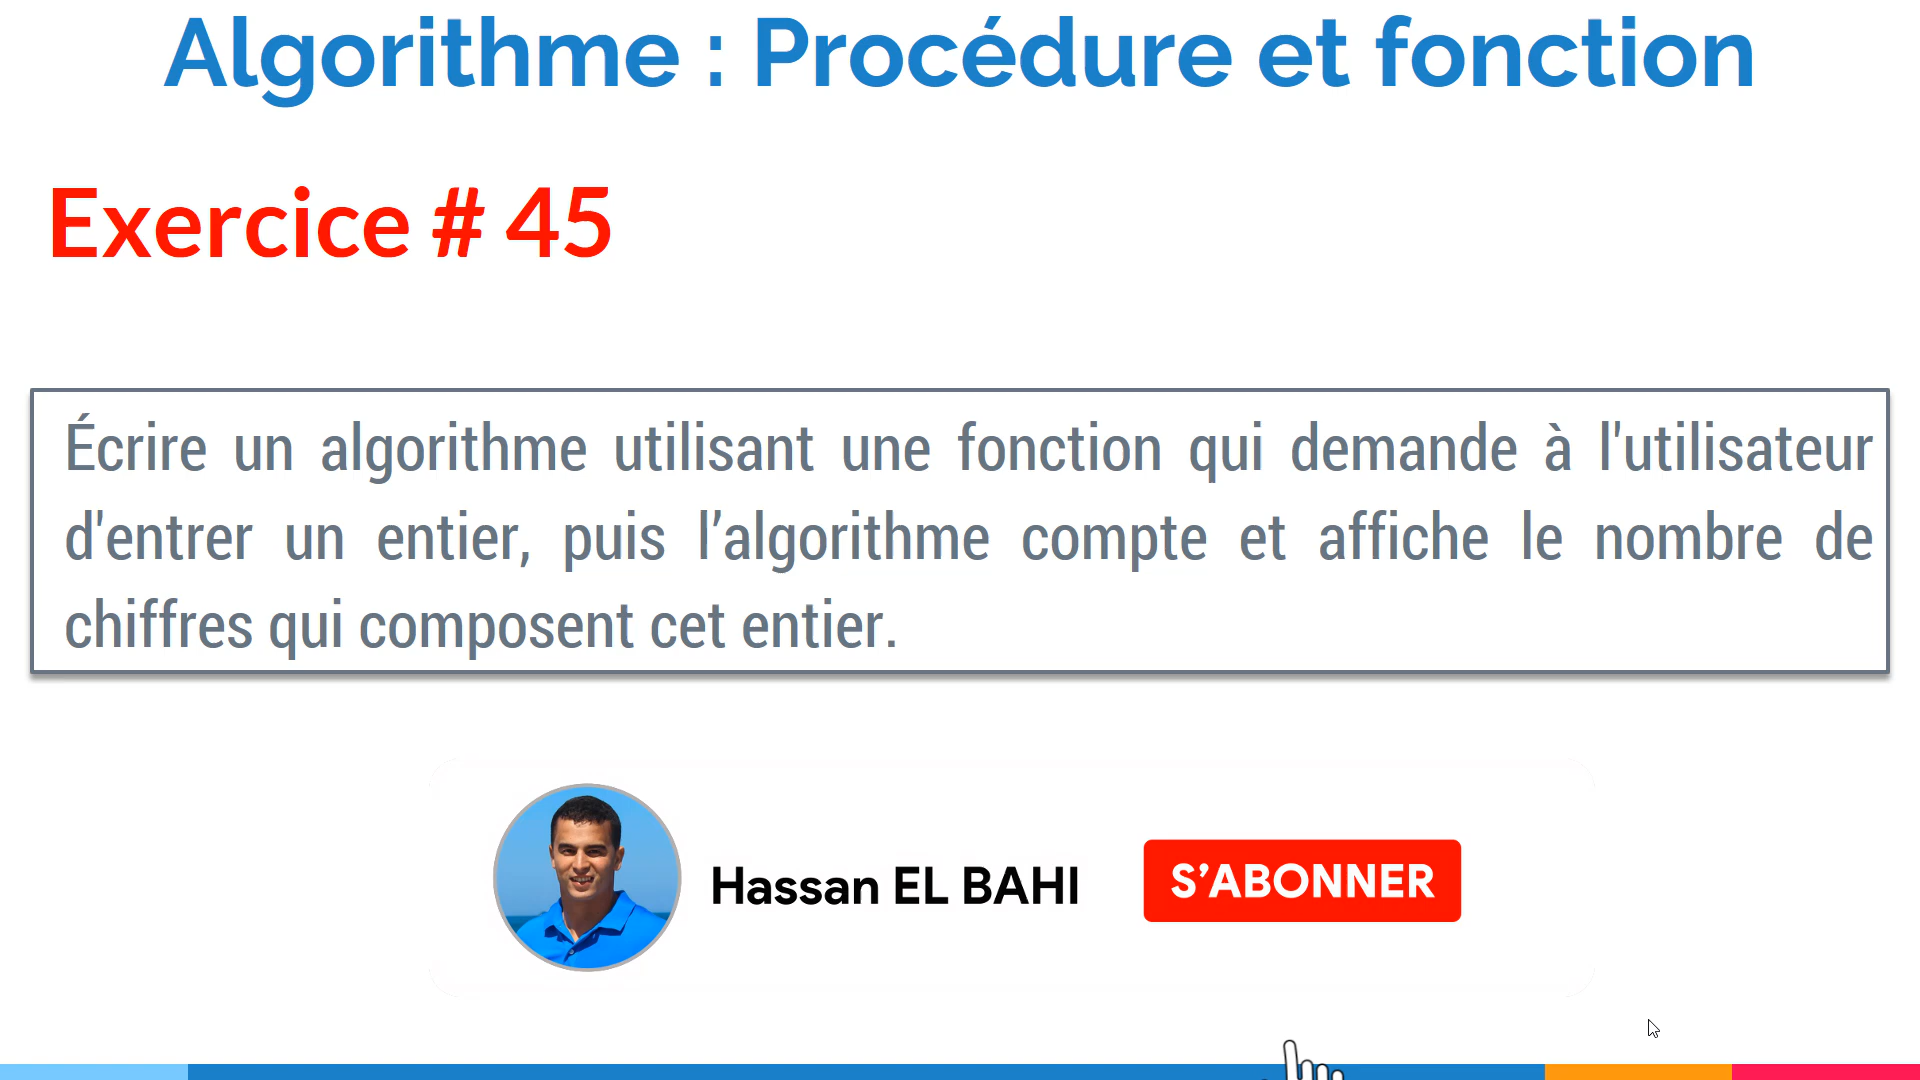 Algorithme : Procédure et fonction
Exercice # 45
Écrire un algorithme utilisant une fonction qui demande à l'utilisateur
d'entrer un entier, puis l’algorithme compte et affiche le nombre de
chiffres qui composent cet entier.
Hassan EL BAHI
S’ABONNER